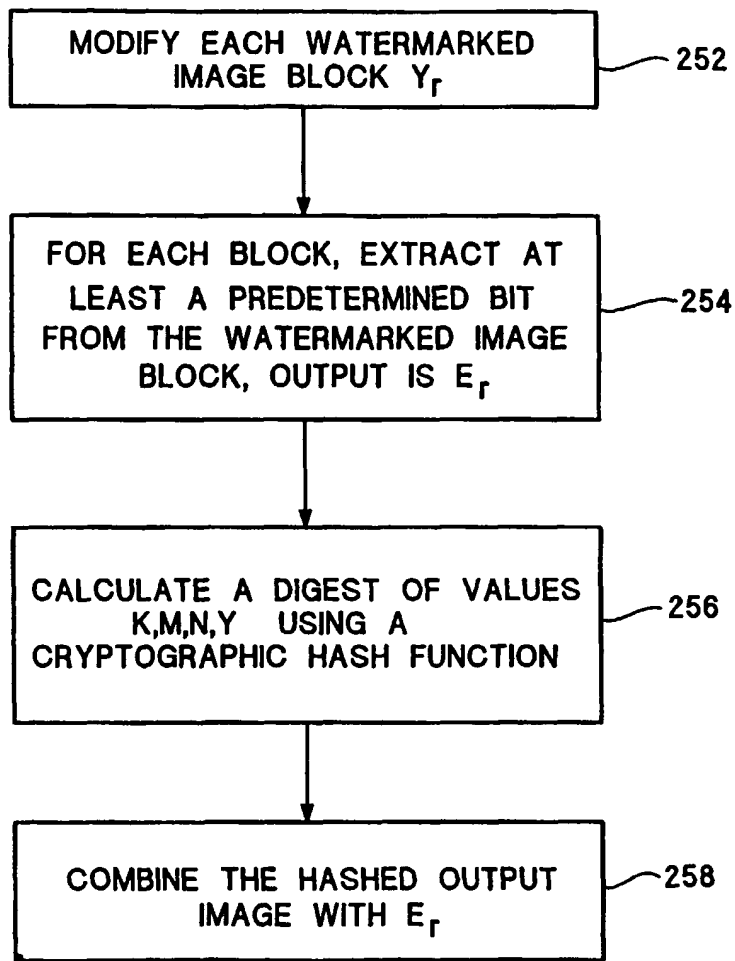 MODIFY EACH WATERMARKED
IMAGE BLOCK Yr
252
FOR EACH BLOCK, EXTRACT AT
LEAST A PREDETERMINED BIT
FROM THE WATERMARKED IMAGE
BLOCK, OUTPUT IS Er
254
CALCULATE A DIGEST OF VALUES
K,M,N,Y USING A
CRYPTOGRAPHIC HASH FUNCTION
256
COMBINE THE HASHED OUTPUT
IMAGE WITH Er
258